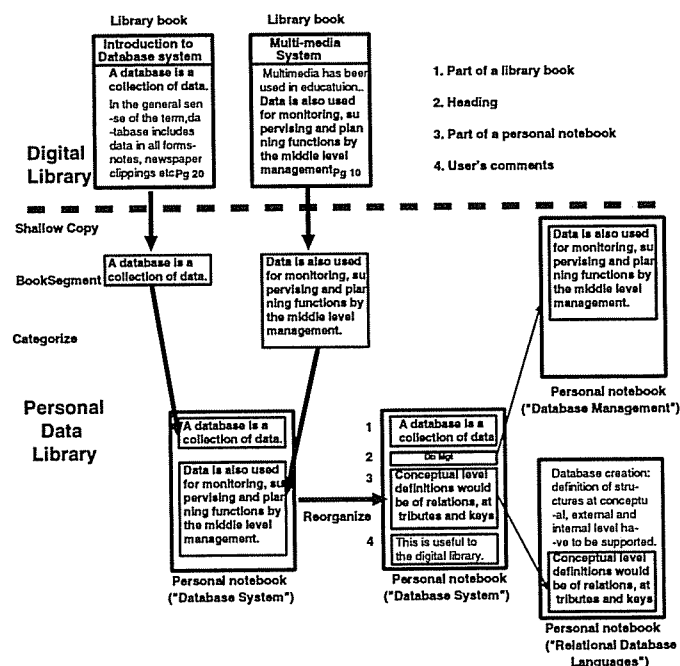 Library book
Library book
Introduction to
Database system
A database is a
collection of data.
In the general sen
-se of the term,da-
-tabase includes
data in all forms-
notes, newspaper
clippings etc Pg 20
Multi-media
System
Multimedia has been
used in educatuion..
Data is also used
for monitoring, su
pervising and plan
ning functions by
the middle level
management Pg 10
1. Part of a library book
2. Heading
3. Part of a personal notebook
4. User's comments
Digital
Library
Shallow Copy
BookSegment
A database is a
collection of data.
Data is also used
for monitoring, su
pervising and plan
ning functions by
the middle level
management.
Data is also used
for monitoring, su
pervising and plan
ning functions by
the middle level
management.
Personal notebook
("Database Management")
Categorize
Personal
Data
Library
A database is a
collection of data.
Data is also used
for monitoring, su
pervising and plan
ning functions by
the middle level
management.
Personal notebook
("Database System")
Reorganize
1
A database is a
collection of data
2
Db Mgt
3
Conceptual level
definitions would
be of relations, at
tributes and keys
4
This is useful to
the digital library.
Personal notebook
("Database System")
Database creation:
definition of stru-
ctures at conceptu
-al, external and
internal level ha-
-ve to be supported.
Conceptual level
definitions would
be of relations, at
tributes and keys
Personal notebook
("Relational Database
Languages")